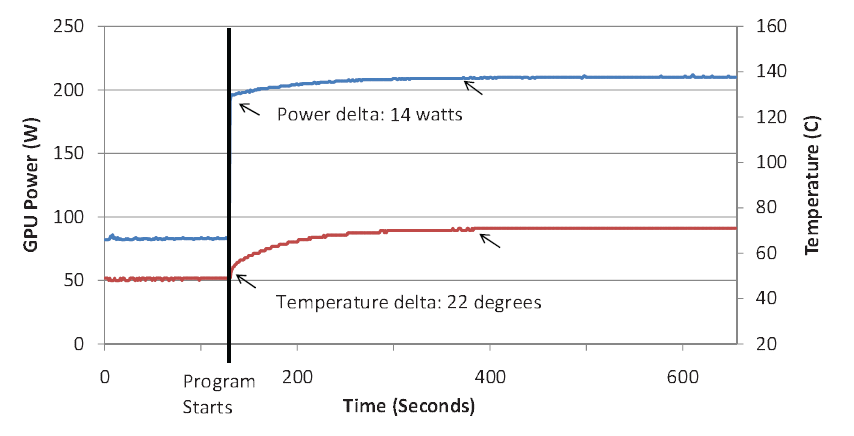 250
200
150
100
50
0
GPU Power (W)
160
140
120
100
80
60
40
20
Temperature (C)
Power delta: 14 watts
Temperature delta: 22 degrees
0
200
400
600
Program
Starts
Time (Seconds)